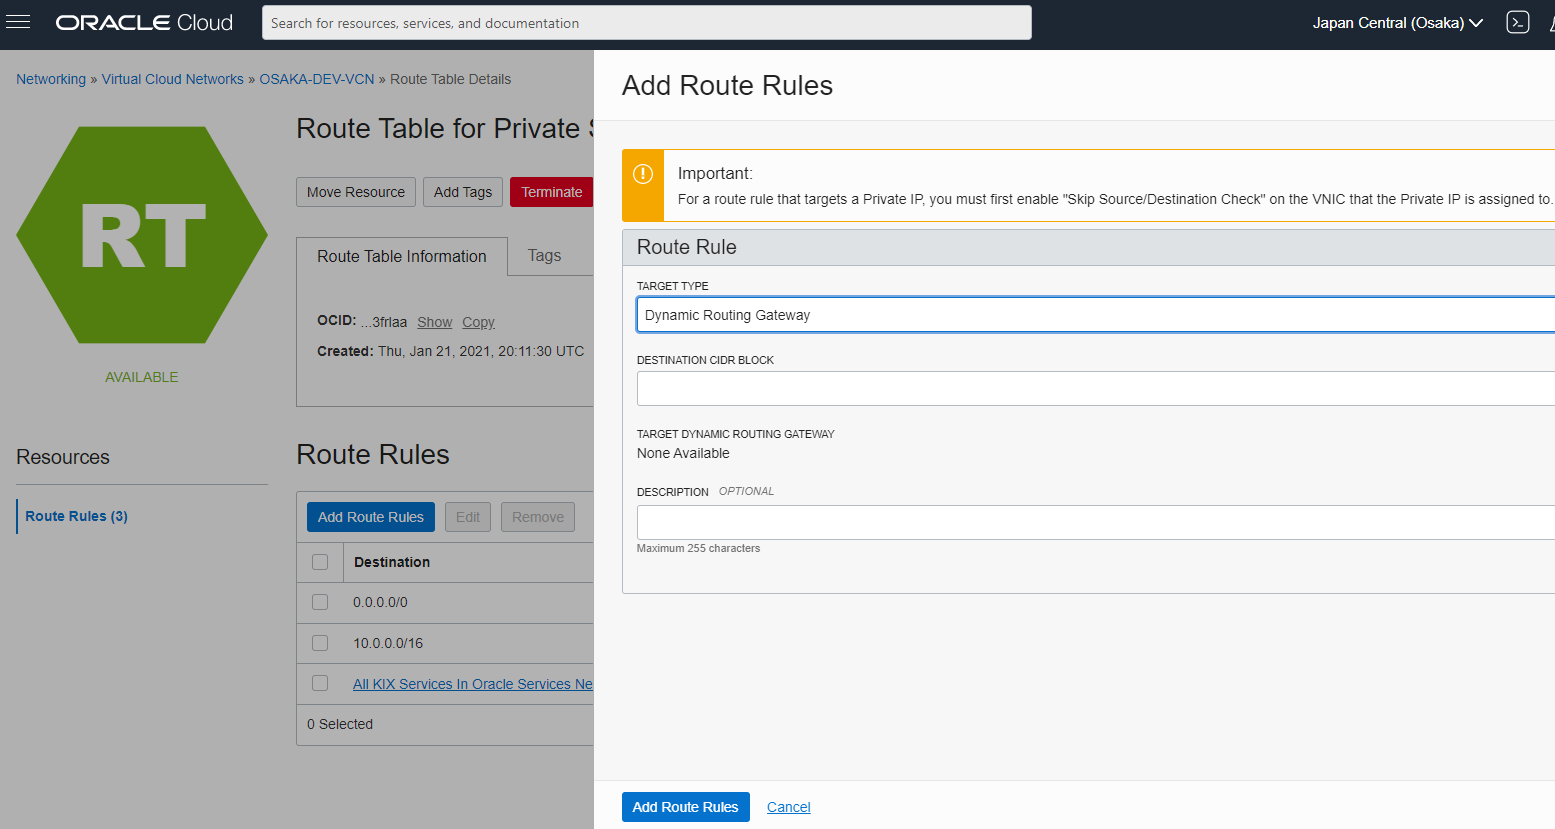 ORACLE Cloud
Search for resources, services, and documentation
Japan Central (Osaka)
Networking » Virtual Cloud Networks » OSAKA-DEV-VCN » Route Table Details
RT
AVAILABLE
Resources
Route Rules (3)
Route Table for Private
Move Resource
Add Tags
Terminate
Route Table Information
Tags
OCID: ...3frlaa Show Copy
Created: Thu, Jan 21, 2021, 20:11:30 UTC
Route Rules
Add Route Rules
Edit
Remove
Destination
0.0.0.0/0
10.0.0.0/16
All KIX Services In Oracle Services Ne
0 Selected
Add Route Rules
Important:
For a route rule that targets a Private IP, you must first enable "Skip Source/Destination Check" on the VNIC that the Private IP is assigned to.
Route Rule
TARGET TYPE
Dynamic Routing Gateway
DESTINATION CIDR BLOCK
TARGET DYNAMIC ROUTING GATEWAY
None Available
DESCRIPTION OPTIONAL
Maximum 255 characters
Add Route Rules
Cancel